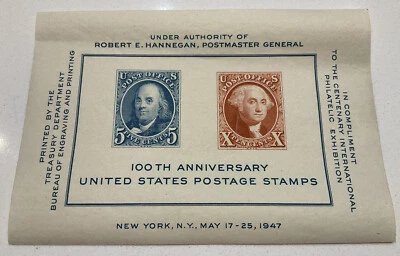 UNDER AUTHORITY OF
ROBERT E. HANNEGAN, POSTMASTER GENERAL
PRINTED BY THE
TREASURY DEPARTMENT
BUREAU OF ENGRAVING AND PRINTING
U S
POST OFFICE
5 5
FIVE CENTS
U S
POST OFFICE
X X
TEN CENTS
100TH ANNIVERSARY
UNITED STATES POSTAGE STAMPS
IN COMPLIMENT
TO THE CENTENARY INTERNATIONAL
PHILATELIC EXHIBITION
NEW YORK, N.Y., MAY 17-25, 1947